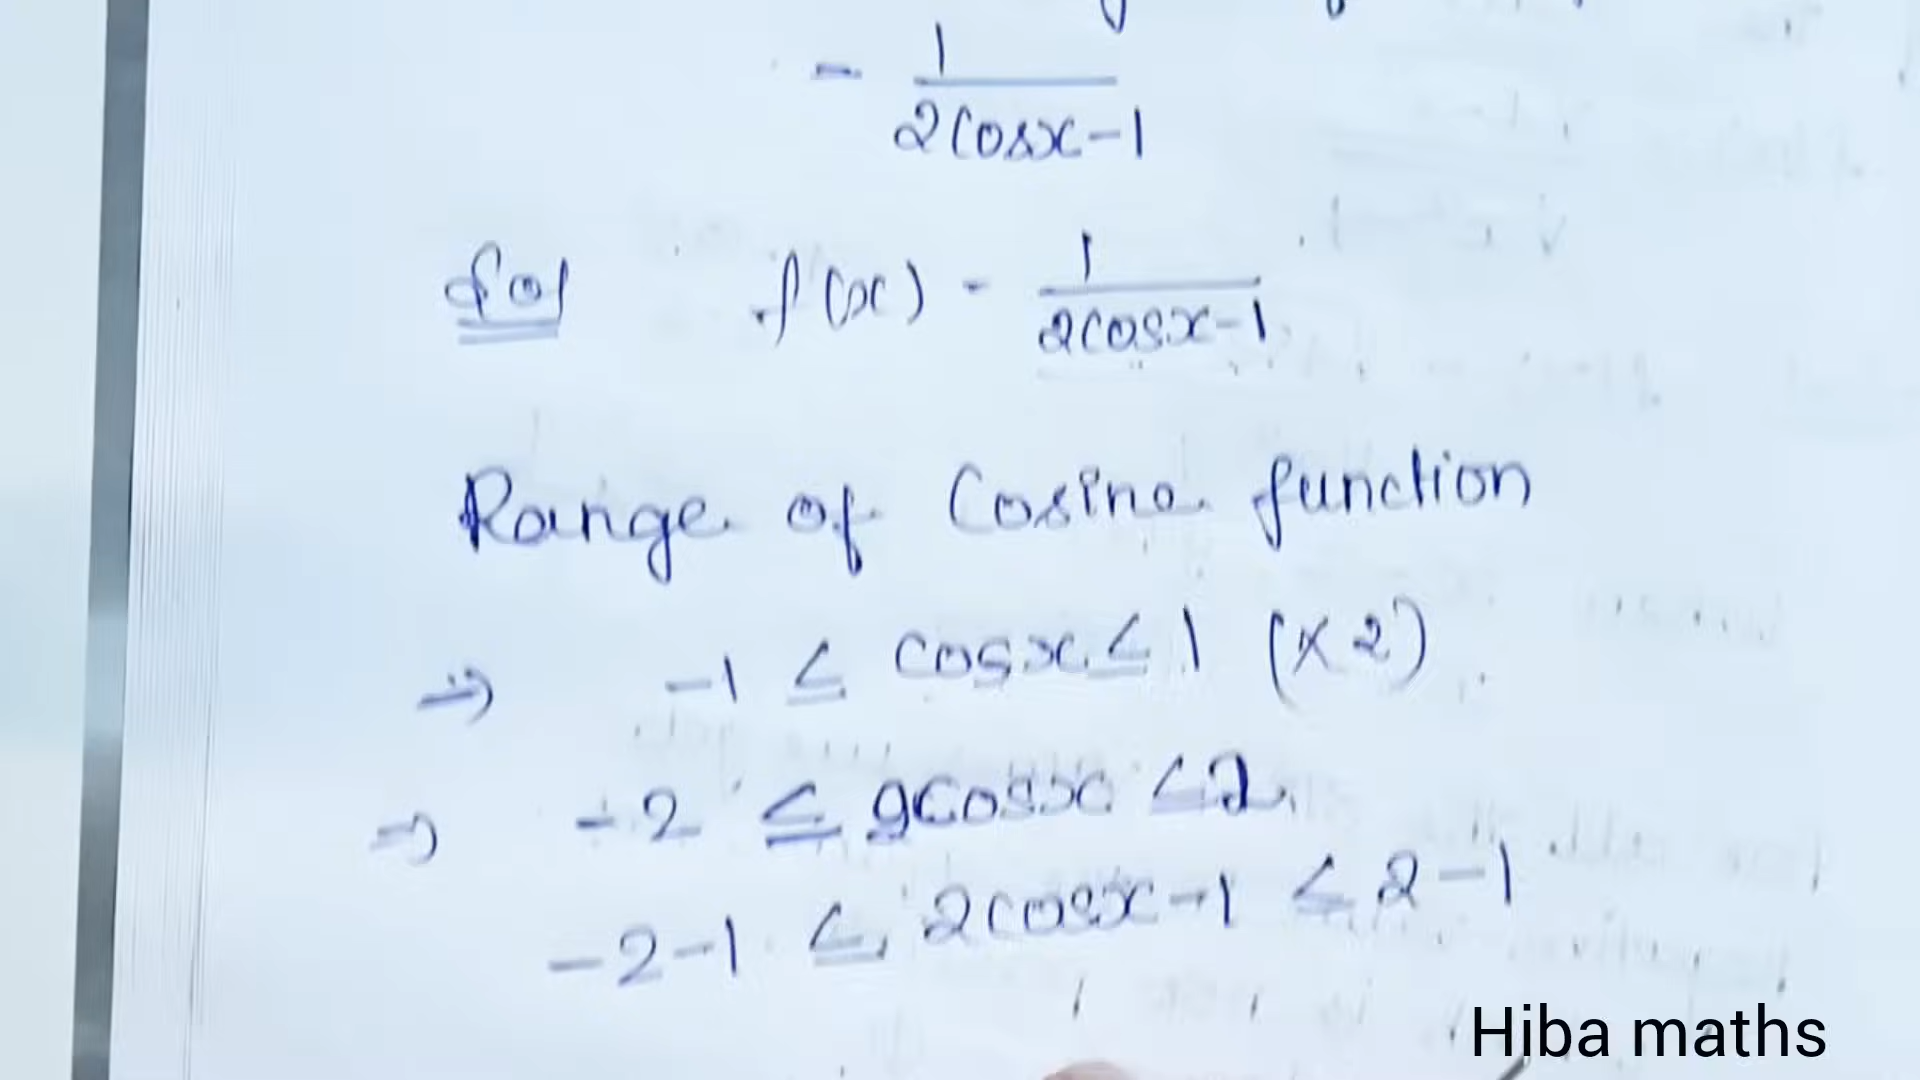 - 1
2cosx-1
Sol f(x) - 1
2cosx-1
Range of Cosine function
⇒ -1 ≤ cosx ≤ 1 (×2)
⇒ -2 ≤ 2cosx ≤ 2
-2-1 ≤ 2cosx-1 ≤ 2-1
Hiba maths